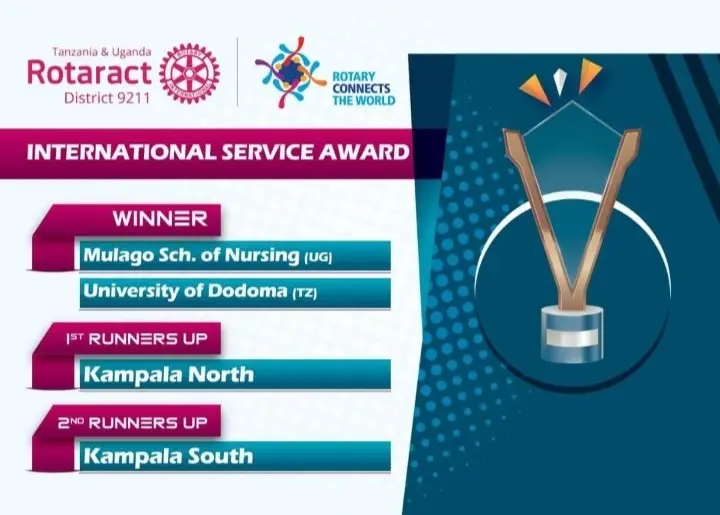 Tanzania & Uganda
Rotaract
District 9211
ROTARY
CONNECTS
THE WORLD
INTERNATIONAL SERVICE AWARD
WINNER
Mulago Sch. of Nursing (UG)
University of Dodoma (TZ)
1ST RUNNERS UP
Kampala North
2ND RUNNERS UP
Kampala South